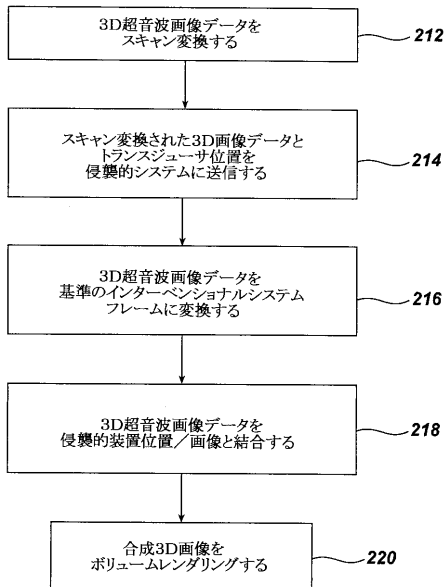 3D超音波画像データを
スキャン変換する
212
スキャン変換された3D画像データと
トランスジューサ位置を
侵襲的システムに送信する
214
3D超音波画像データを
基準のインターベンショナルシステム
フレームに変換する
216
3D超音波画像データを
侵襲的装置位置/画像と結合する
218
合成3D画像を
ボリュームレンダリングする
220